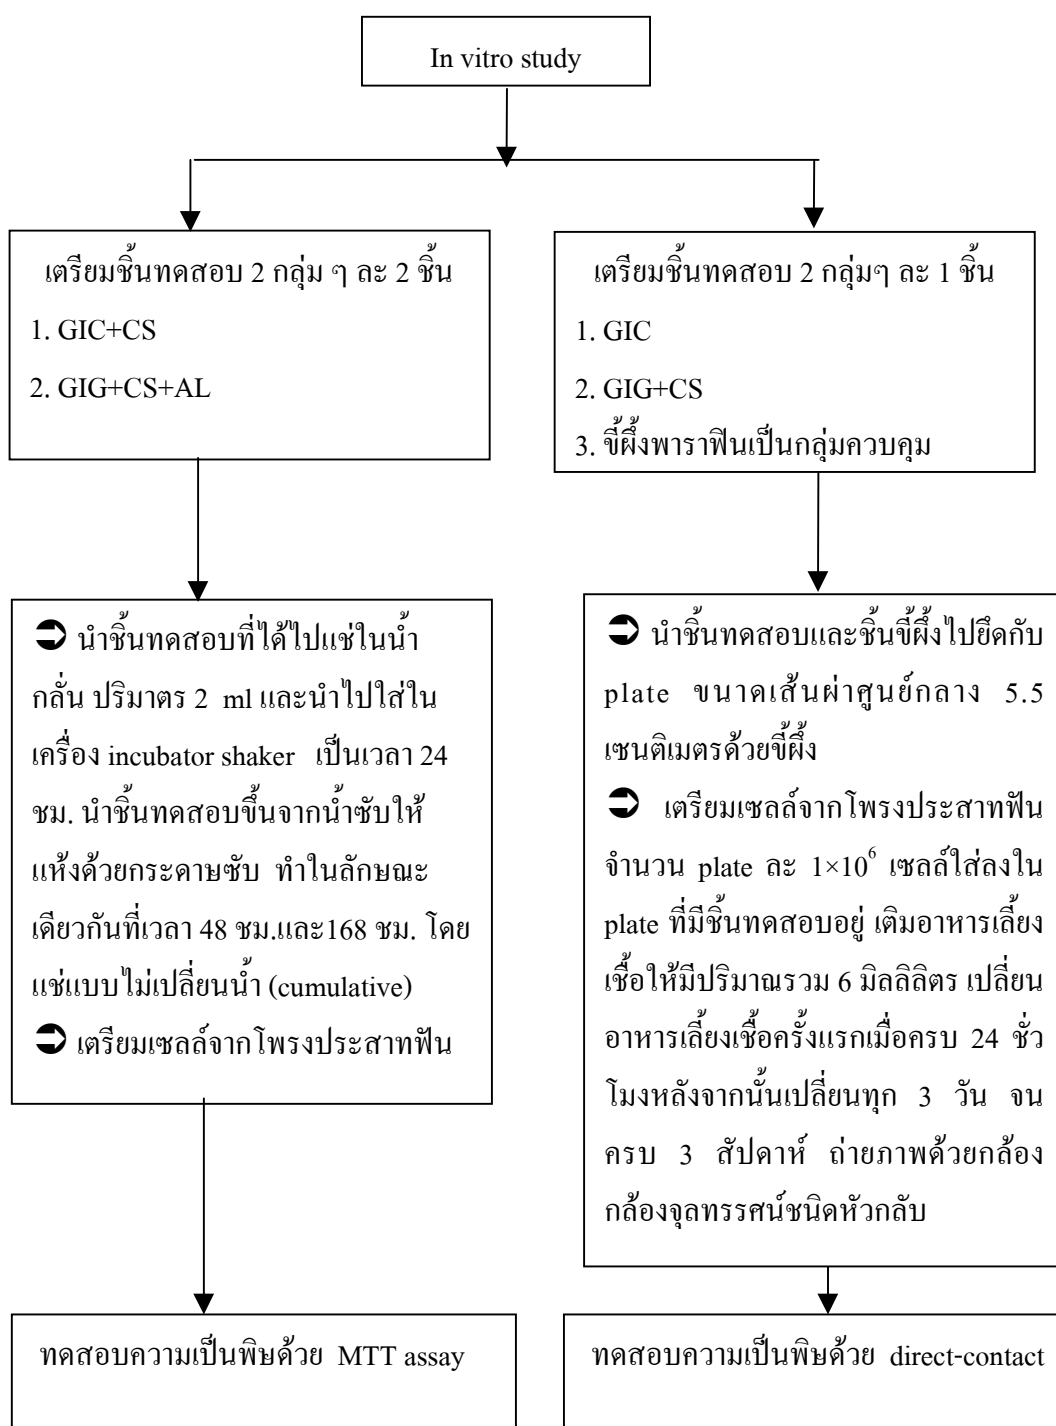 In vitro study
เตรียมชิ้นทดสอบ 2 กลุ่ม ๆ ละ 2 ชิ้น
1. GIC+CS
2. GIG+CS+AL
เตรียมชิ้นทดสอบ 2 กลุ่มๆ ละ 1 ชิ้น
1. GIC
2. GIG+CS
3. ขี้ผึ้งพาราฟินเป็นกลุ่มควบคุม
➲ นำชิ้นทดสอบที่ได้ไปแช่ในน้ำ
กลั่น ปริมาตร 2 ml และนำไปใส่ใน
เครื่อง incubator shaker เป็นเวลา 24
ชม. นำชิ้นทดสอบขึ้นจากน้ำซับให้
แห้งด้วยกระดาษซับ ทำในลักษณะ
เดียวกันที่เวลา 48 ชม.และ168 ชม. โดย
แช่แบบไม่เปลี่ยนน้ำ (cumulative)
➲ เตรียมเซลล์จากโพรงประสาทฟัน
➲ นำชิ้นทดสอบและชิ้นขี้ผึ้งไปยึดกับ
plate ขนาดเส้นผ่าศูนย์กลาง 5.5
เซนติเมตรด้วยขี้ผึ้ง
➲ เตรียมเซลล์จากโพรงประสาทฟัน
จำนวน plate ละ 1×10⁶ เซลล์ใส่ลงใน
plate ที่มีชิ้นทดสอบอยู่ เติมอาหารเลี้ยง
เชื้อให้มีปริมาณรวม 6 มิลลิลิตร เปลี่ยน
อาหารเลี้ยงเชื้อครั้งแรกเมื่อครบ 24 ชั่ว
โมงหลังจากนั้นเปลี่ยนทุก 3 วัน จน
ครบ 3 สัปดาห์ ถ่ายภาพด้วยกล้อง
กล้องจุลทรรศน์ชนิดหัวกลับ
ทดสอบความเป็นพิษด้วย MTT assay
ทดสอบความเป็นพิษด้วย direct-contact